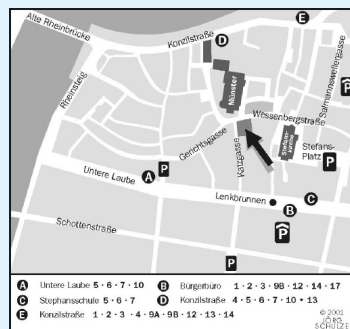 Alte Rheinbrücke
Konzilstraße
E
D
Rheinsteig
Münster
Salmannsweilergasse
Wessenbergstraße
Gerichtsgasse
Katzgasse
Stefans-
Platz
P
P
Untere Laube
A
P
Lenkbrunnen
C
B
Schottenstraße
P
P
A Untere Laube 5 · 6 · 7 · 10
B Bürgerbüro 1 · 2 · 3 · 9B · 12 · 14 · 17
C Stephansschule 5 · 6 · 7
D Konzilstraße 4 · 5 · 6 · 7 · 10 · 13
E Konzilstraße 1 · 2 · 3 · 4 · 9A · 9B · 12 · 13 · 14
© 2001
JÖRG
SCHULZE